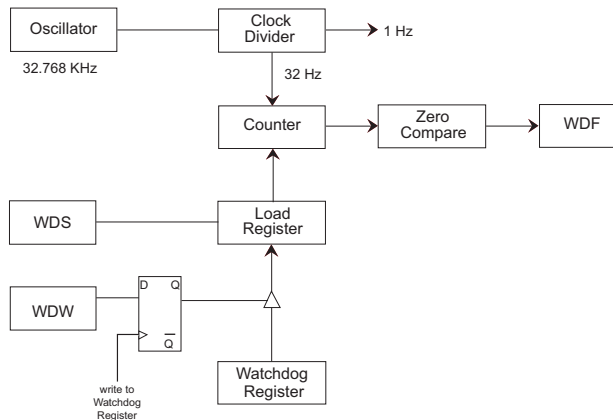 Oscillator
Clock
Divider
1 Hz
32.768 KHz
32 Hz
Counter
Zero
Compare
WDF
WDS
Load
Register
D Q
WDW
Q
Watchdog
Register
write to
Watchdog
Register